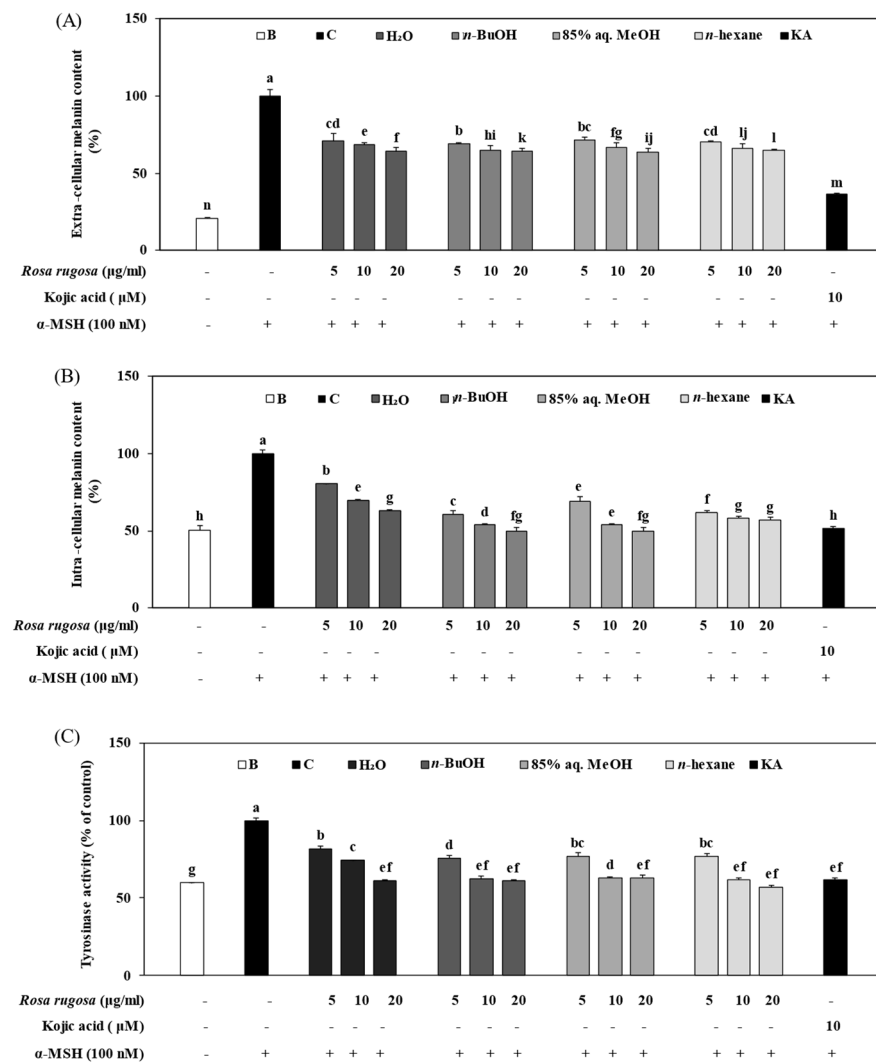 (A)
150
B C H₂O n-BuOH 85% aq. MeOH n-hexane KA
Extra-cellular melanin content
(%)
100
50
0
n a cd e f b hi k bc fg ij cd lj l m
Rosa rugosa (µg/ml) - - 5 10 20 5 10 20 5 10 20 5 10 20 -
Kojic acid ( µM) - - - - - - - - - - - - - - 10
α-MSH (100 nM) - + + + + + + + + + + + + + +
(B)
150
B C H₂O n-BuOH 85% aq. MeOH n-hexane KA
Intra-cellular melanin content
(%)
100
50
0
h a b e g c d fg e e fg f g g h
Rosa rugosa (µg/ml) - - 5 10 20 5 10 20 5 10 20 5 10 20 -
Kojic acid ( µM) - - - - - - - - - - - - - - 10
α-MSH (100 nM) - + + + + + + + + + + + + + +
(C)
150
B C H₂O n-BuOH 85% aq. MeOH n-hexane KA
Tyrosinase activity (% of control)
100
50
0
g a b c ef d ef ef bc d ef bc ef ef ef
Rosa rugosa (µg/ml) - - 5 10 20 5 10 20 5 10 20 5 10 20 -
Kojic acid ( µM) - - - - - - - - - - - - - - 10
α-MSH (100 nM) - + + + + + + + + + + + + + +